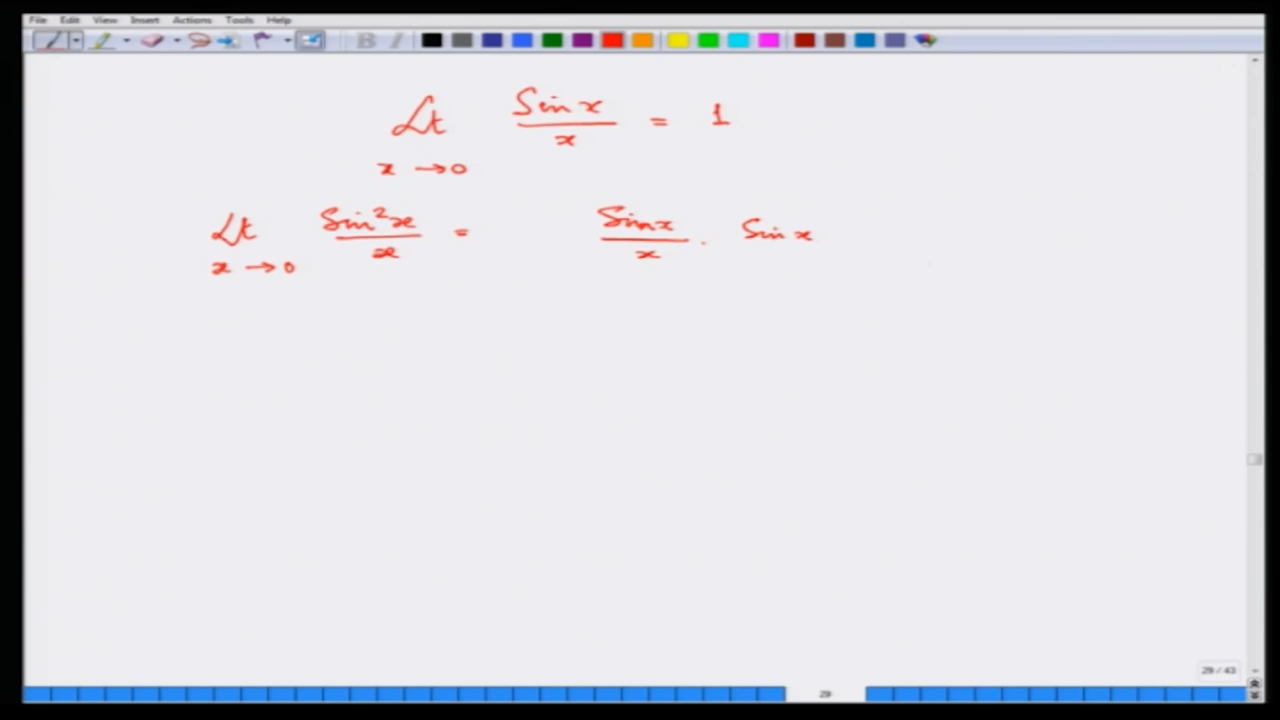 File Edit View Insert Actions Tools Help
B I
Lt Sin x / x = 1
x → 0
Lt Sin²x / x = Sin x / x . Sin x
x → 0
29 / 43
29